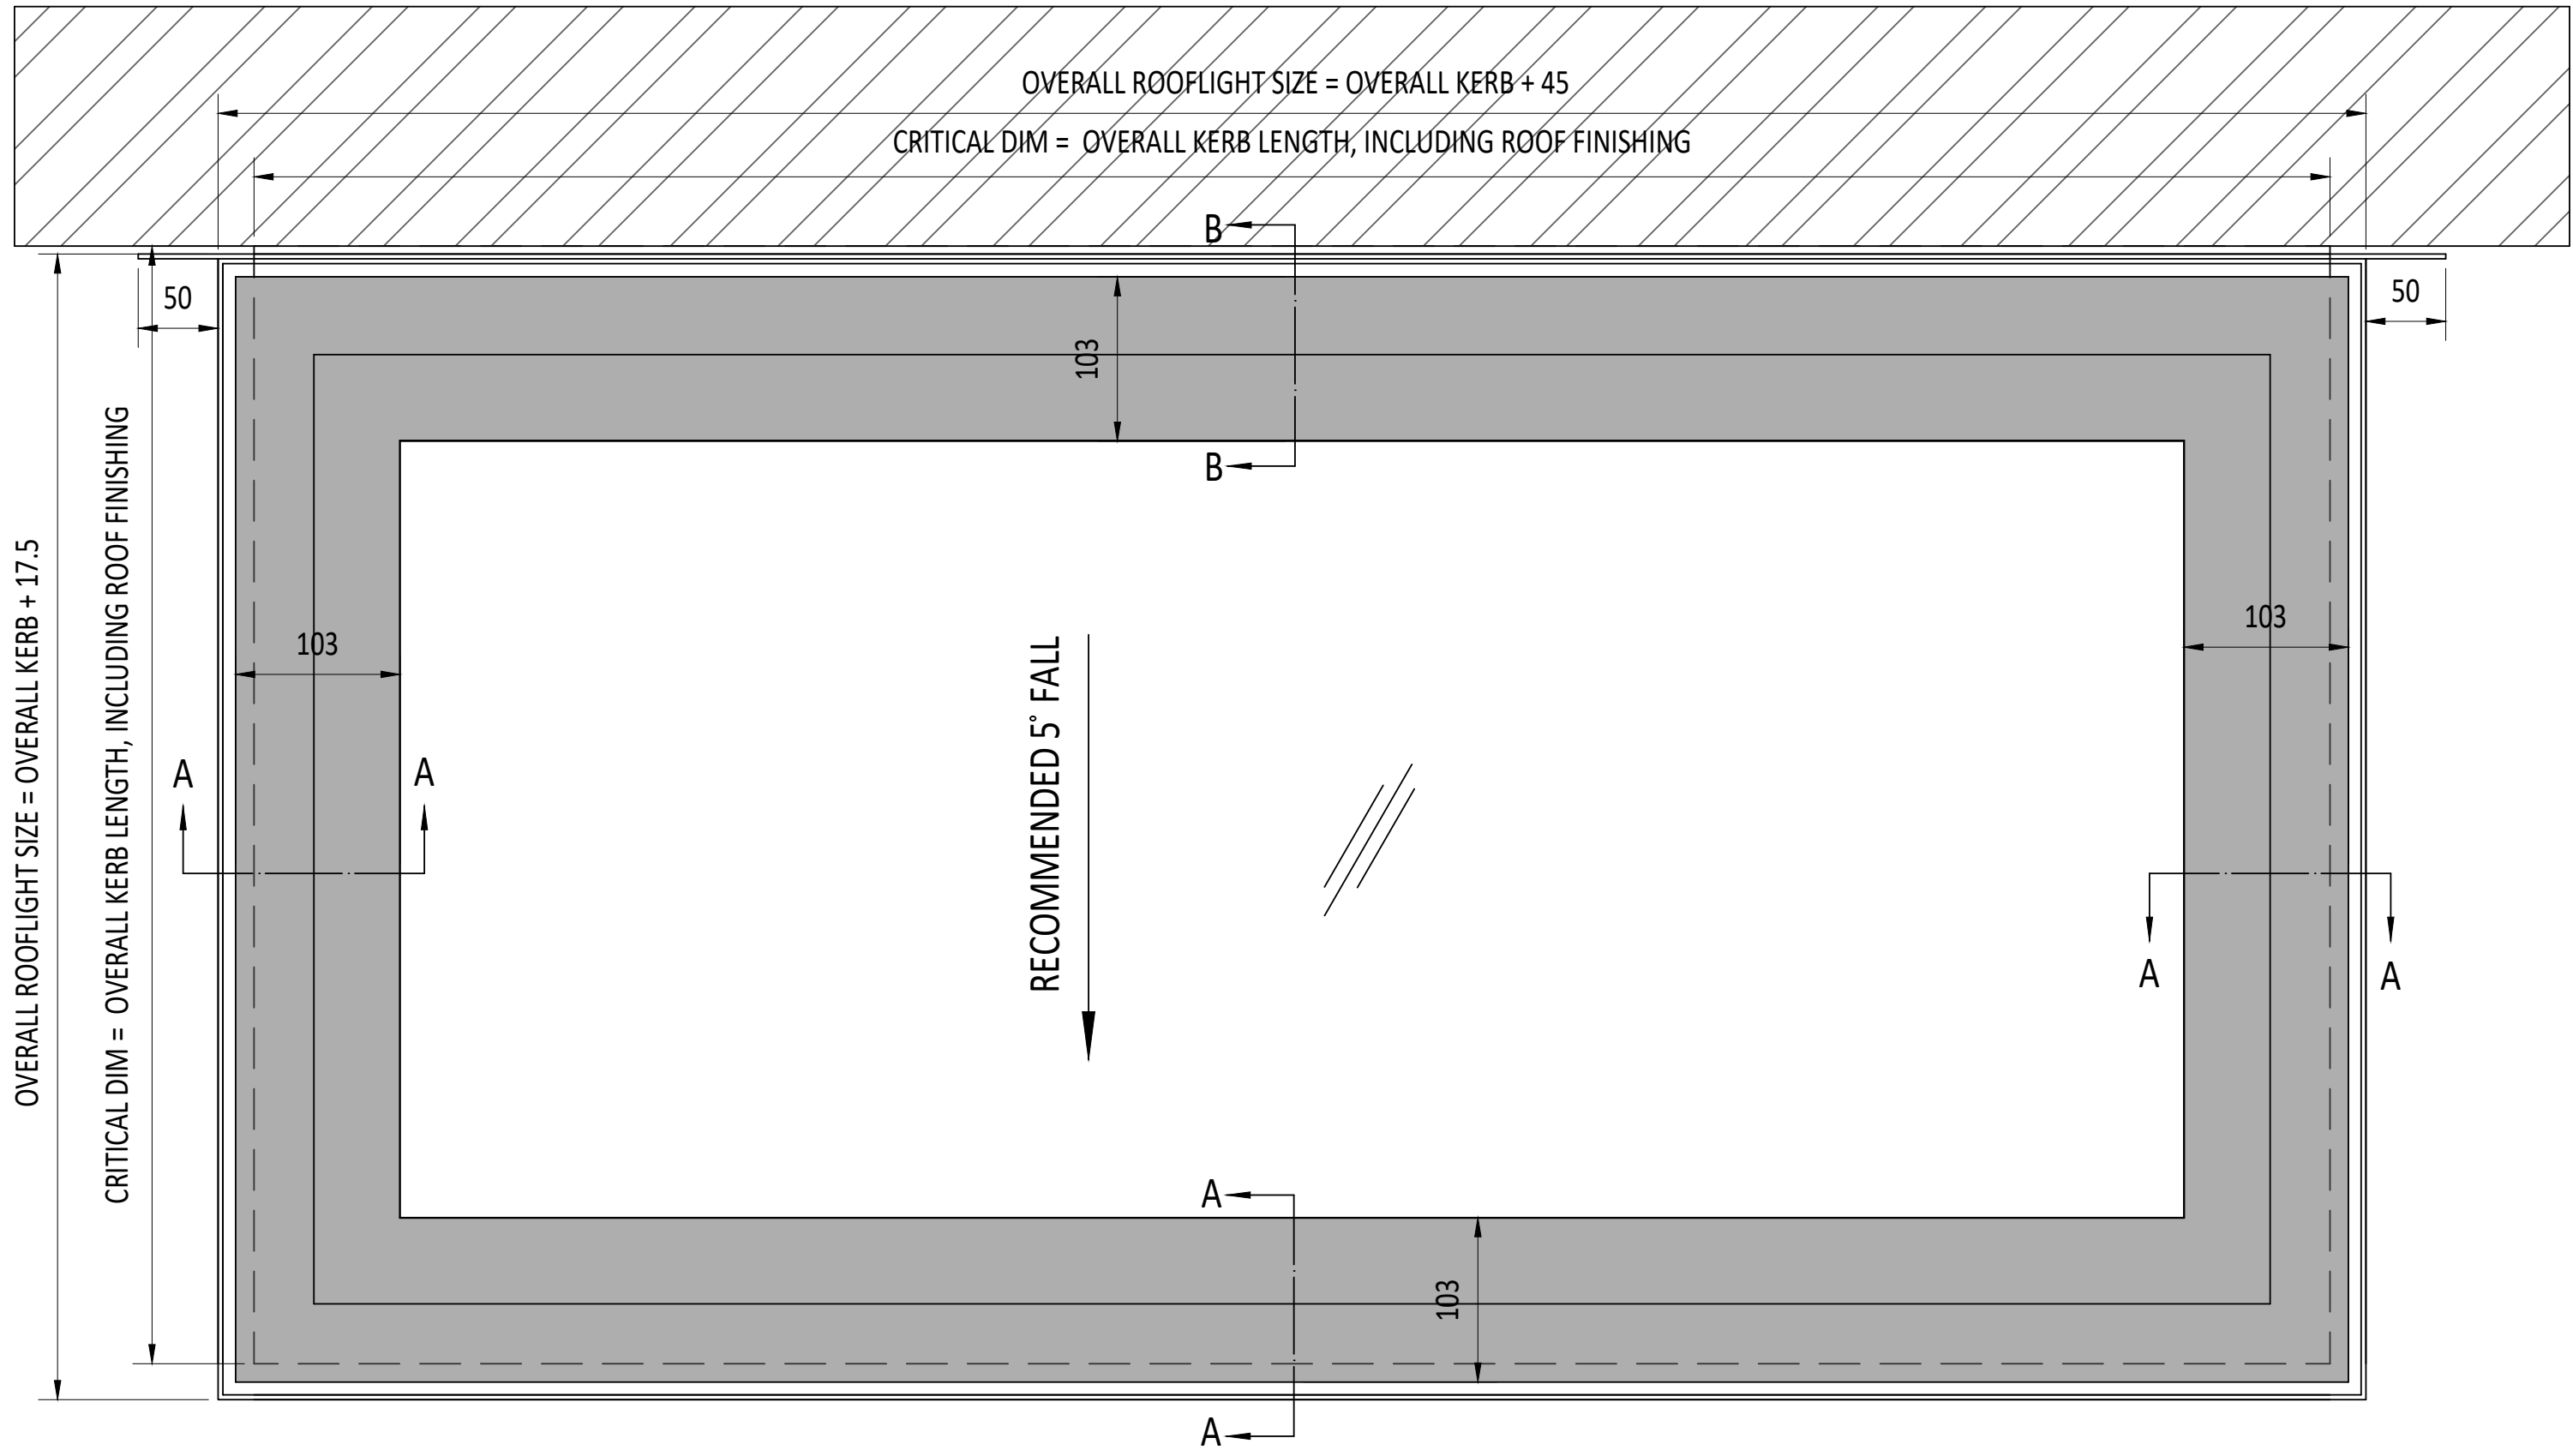 OVERALL ROOFLIGHT SIZE = OVERALL KERB + 45
CRITICAL DIM = OVERALL KERB LENGTH, INCLUDING ROOF FINISHING
B
50
50
103
B
OVERALL ROOFLIGHT SIZE = OVERALL KERB + 17.5
CRITICAL DIM = OVERALL KERB LENGTH, INCLUDING ROOF FINISHING
103
103
RECOMMENDED 5° FALL
A
A
A
A
A
103
A